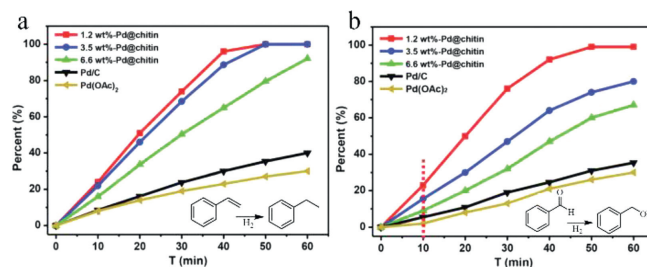 a
1.2 wt%-Pd@chitin
3.5 wt%-Pd@chitin
6.6 wt%-Pd@chitin
Pd/C
Pd(OAc)₂
Percent (%)
100
80
60
40
20
0
0 10 20 30 40 50 60
T (min)
H₂
b
1.2 wt%-Pd@chitin
3.5 wt%-Pd@chitin
6.6 wt%-Pd@chitin
Pd/C
Pd(OAc)₂
Percent (%)
100
80
60
40
20
0
0 10 20 30 40 50 60
T (min)
O
H
H₂
O